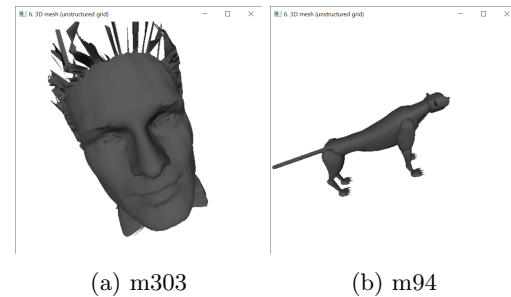 6. 3D mesh (unstructured grid)
6. 3D mesh (unstructured grid)
(a) m303
(b) m94